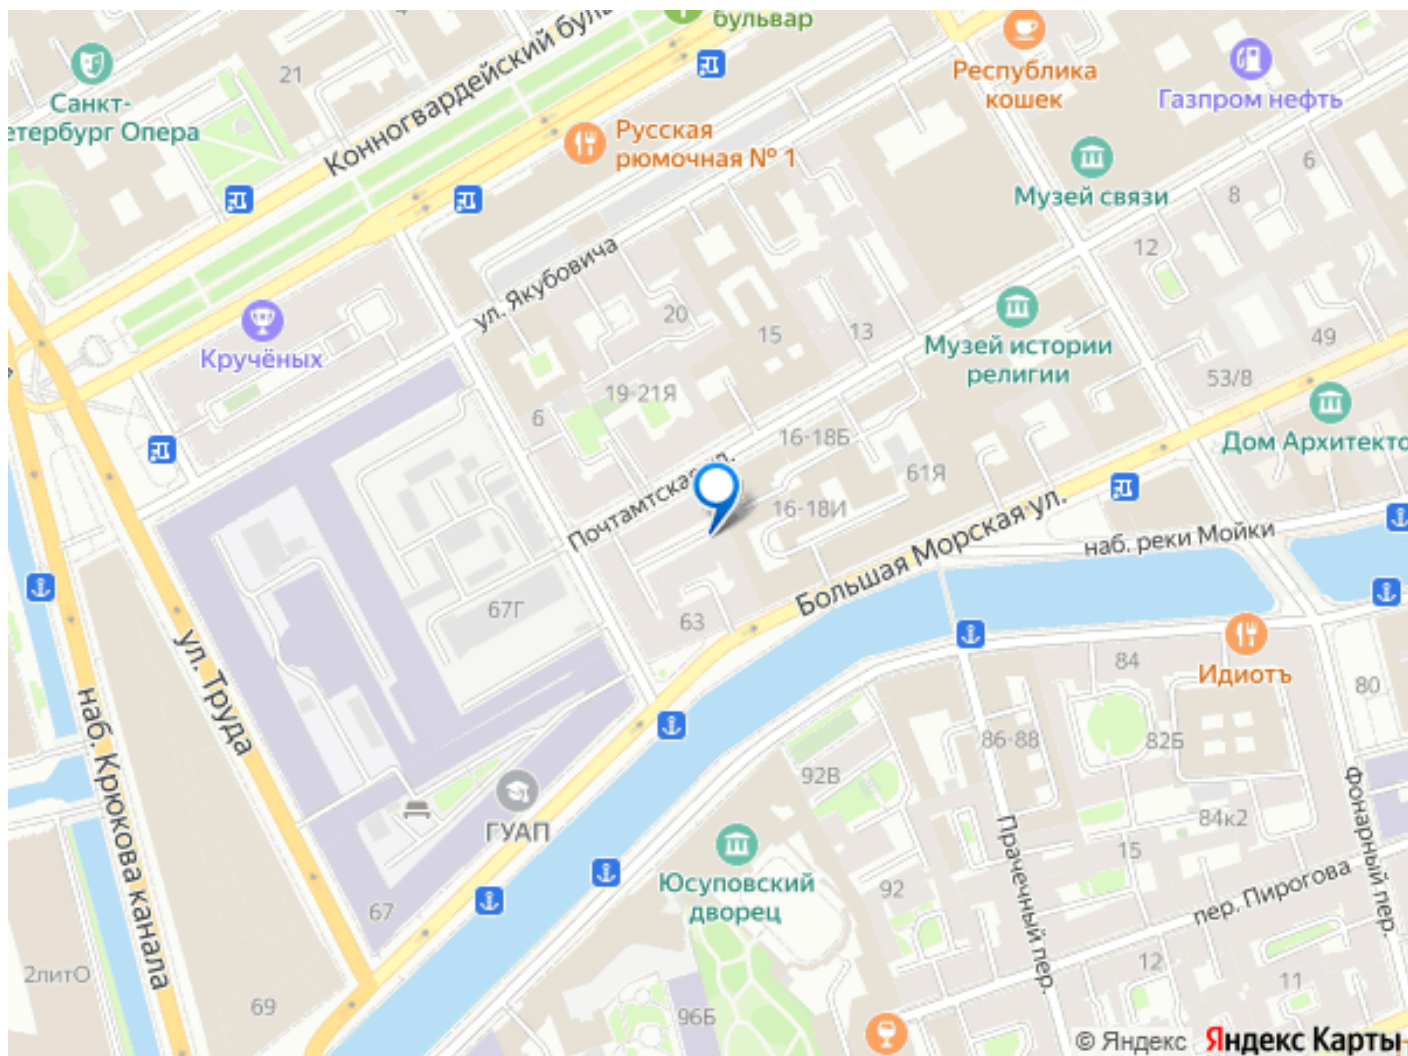 бульвар
Конногвардейский буль
21
4
Санкт-
етербург Опера
Русская
рюмочная № 1
Республика
кошек
Газпром нефть
Музей связи
6
8
12
ул. Якубовича
20
15
13
Кручёных
Музей истории
религии
49
53/8
Дом Архитекто
19-21Я
6
16-18Б
61Я
Почтамтская ул.
16-18И
Большая Морская ул.
наб. реки Мойки
67Г
63
ул. Труда
наб. Крюкова канала
84
Идиотъ
80
86-88
82Б
92В
ГУАП
84к2
Фонарный пер.
Прачечный пер.
15
Юсуповский
дворец
92
пер. Пирогова
67
2литО
69
12
11
96Б
© Яндекс Яндекс Карты